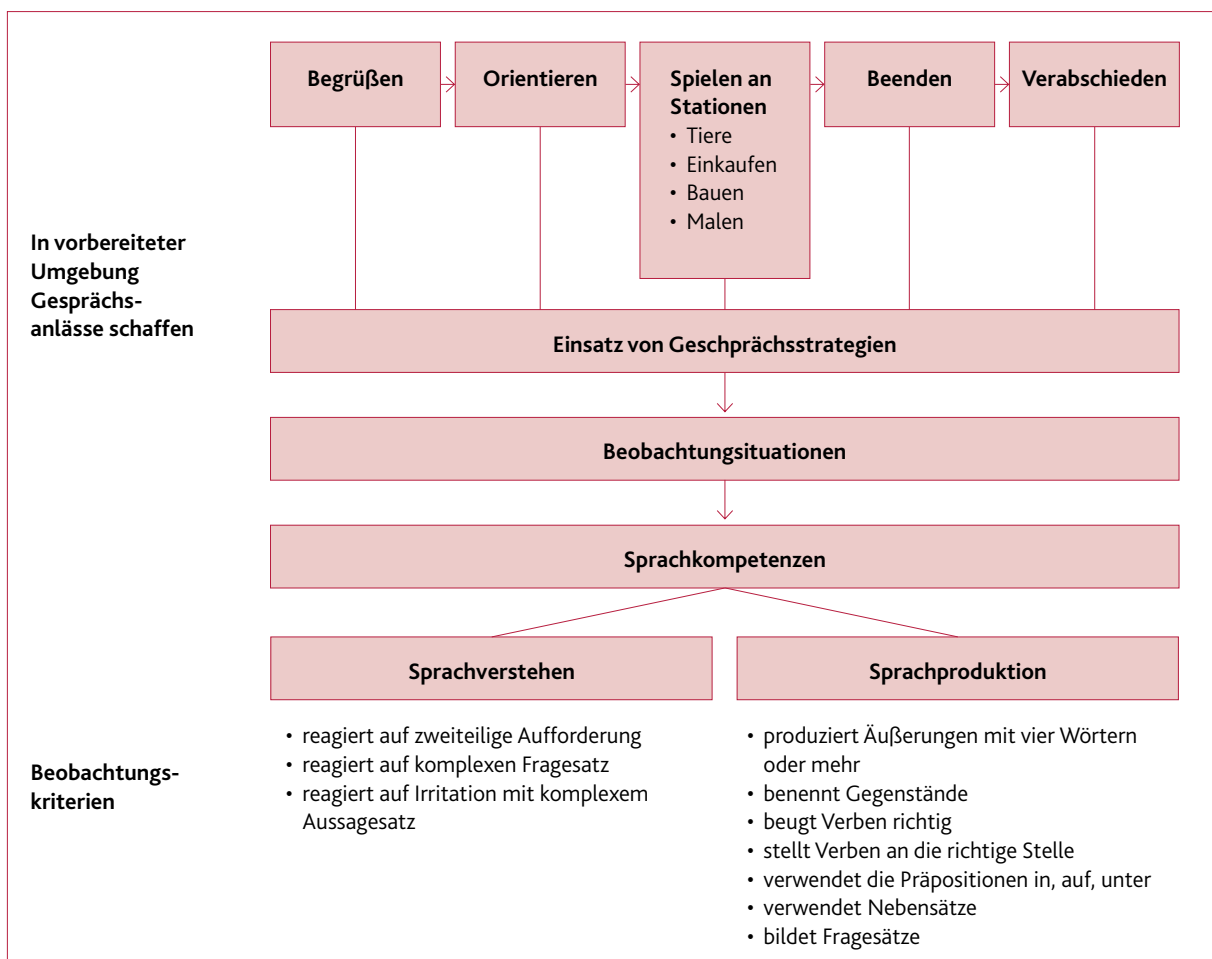 Begrüßen
Orientieren
Spielen an
Stationen
• Tiere
• Einkaufen
• Bauen
• Malen
Beenden
Verabschieden
In vorbereiteter
Umgebung
Gesprächs-
anlässe schaffen
Einsatz von Geschprächsstrategien
Beobachtungsituationen
Sprachkompetenzen
Sprachverstehen
Sprachproduktion
Beobachtungs-
kriterien
• reagiert auf zweiteilige Aufforderung
• reagiert auf komplexen Fragesatz
• reagiert auf Irritation mit komplexem
Aussagesatz
• produziert Äußerungen mit vier Wörtern
oder mehr
• benennt Gegenstände
• beugt Verben richtig
• stellt Verben an die richtige Stelle
• verwendet die Präpositionen in, auf, unter
• verwendet Nebensätze
• bildet Fragesätze